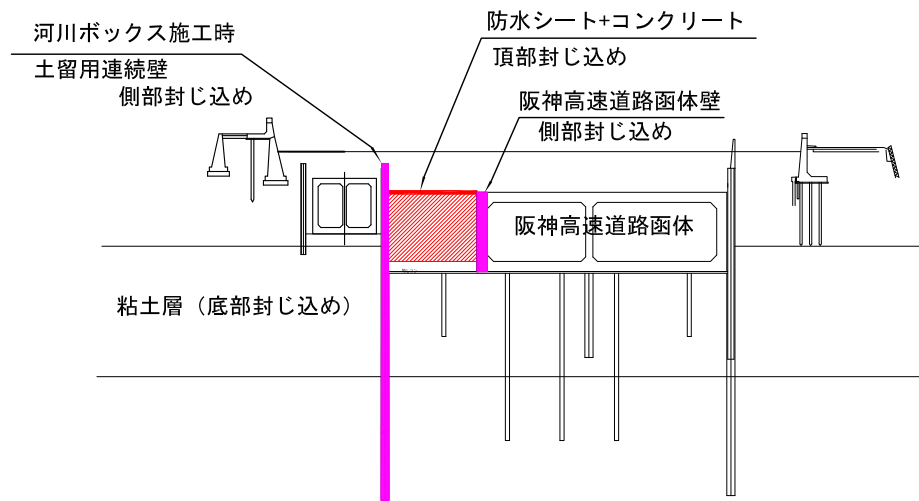 河川ボックス施工時
土留用連続壁
側部封じ込め
防水シート+コンクリート
頂部封じ込め
阪神高速道路函体壁
側部封じ込め
阪神高速道路函体
粘土層（底部封じ込め）